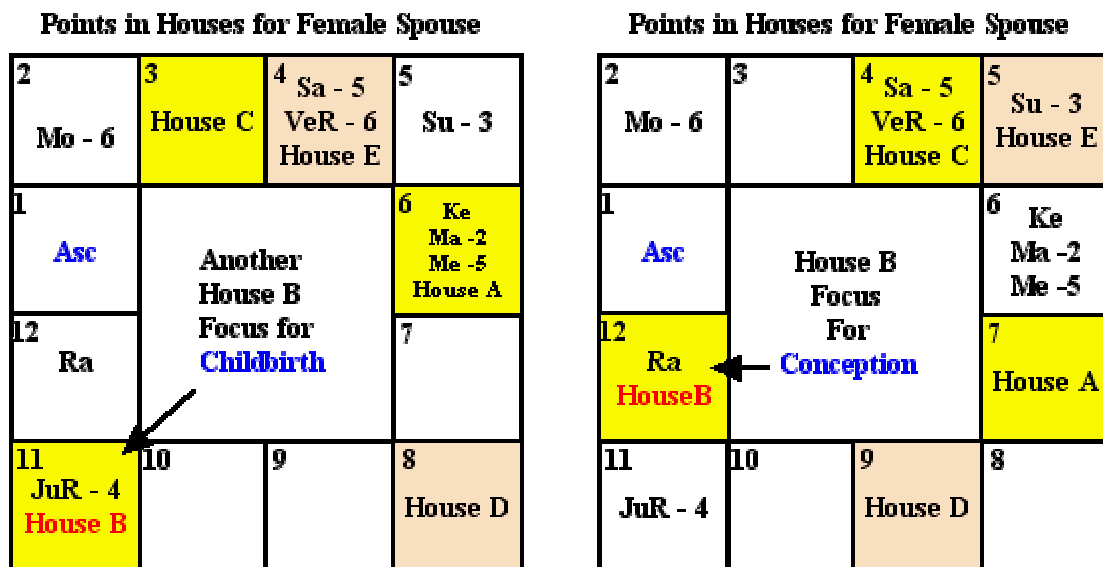 Points in Houses for Female Spouse
2
Mo - 6
3
House C
4
Sa - 5
VeR - 6
House E
5
Su - 3
1
Asc
Another
House B
Focus for
Childbirth
6
Ke
Ma -2
Me -5
House A
12
Ra
7
11
JuR - 4
House B
10
9
8
House D
Points in Houses for Female Spouse
2
Mo - 6
3
4
Sa - 5
VeR - 6
House C
5
Su - 3
House E
1
Asc
House B
Focus
For
Conception
6
Ke
Ma -2
Me -5
12
Ra
HouseB
7
House A
11
JuR - 4
10
9
House D
8